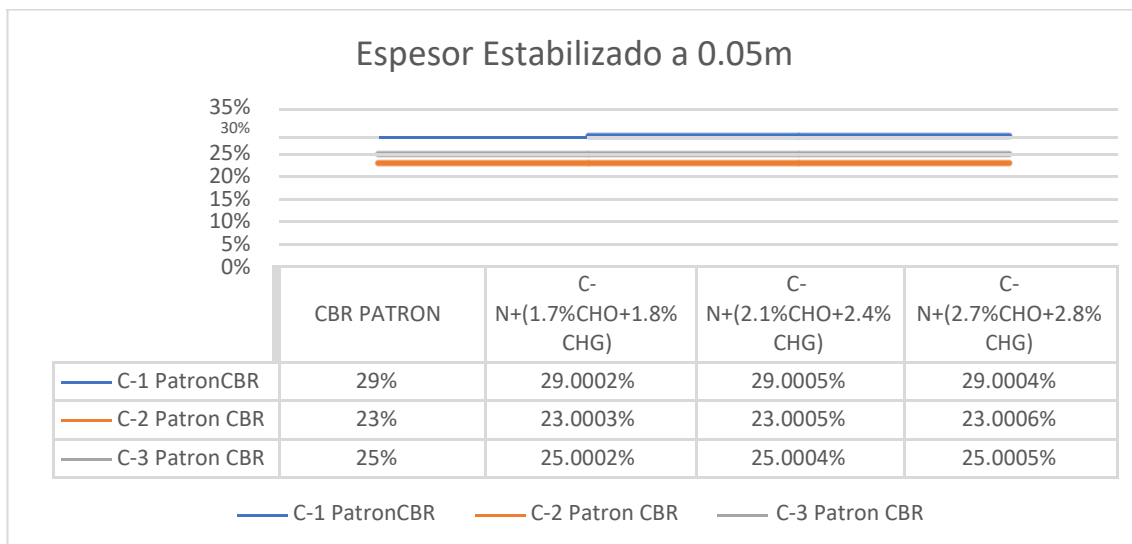 Espesor Estabilizado a 0.05m
35%
30%
25%
20%
15%
10%
5%
0%
CBR PATRON
C-
N+(1.7%CHO+1.8%
CHG)
C-
N+(2.1%CHO+2.4%
CHG)
C-
N+(2.7%CHO+2.8%
CHG)
C-1 PatronCBR 29% 29.0002% 29.0005% 29.0004%
C-2 Patron CBR 23% 23.0003% 23.0005% 23.0006%
C-3 Patron CBR 25% 25.0002% 25.0004% 25.0005%
C-1 PatronCBR C-2 Patron CBR C-3 Patron CBR